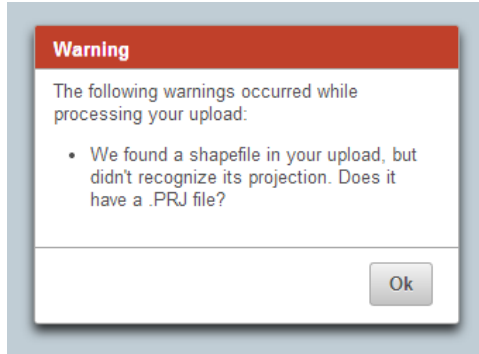 Warning
The following warnings occurred while
processing your upload:
• We found a shapefile in your upload, but
didn't recognize its projection. Does it
have a .PRJ file?
Ok